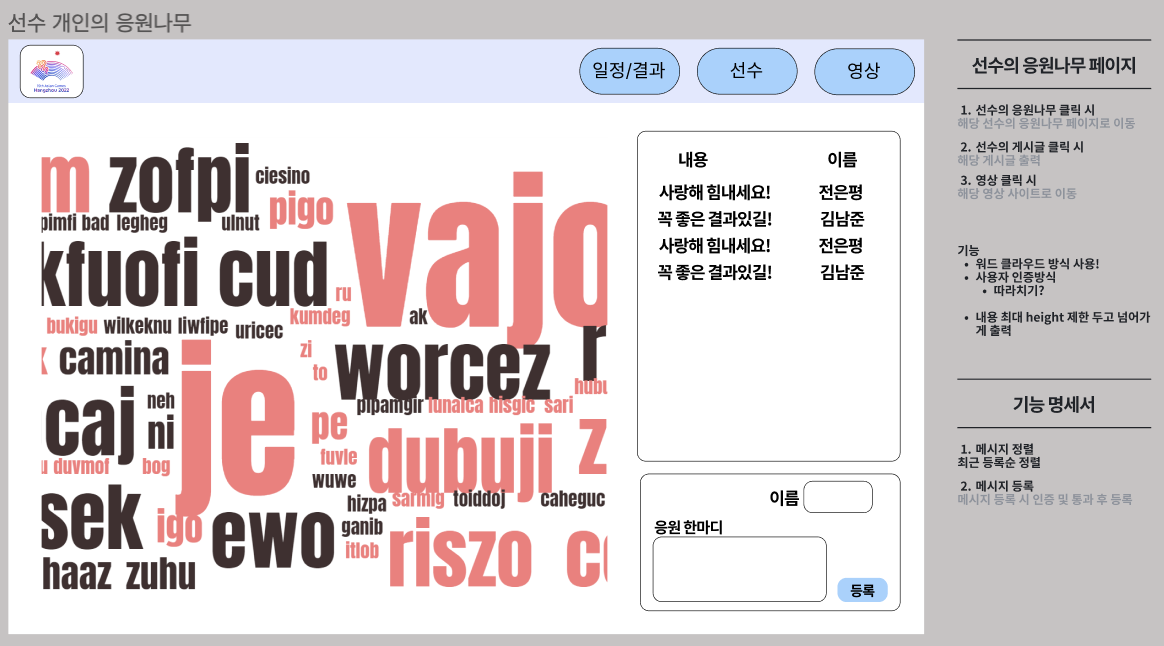 선수 개인의 응원나무
19th Asian Games
Hangzhou 2022
일정/결과
선수
영상
m zofpi ciesino
pimfi bad legheg ulnut pigo
vajo
kfuofi cud
ru
kumdeg
ak
bukigu wilkeknu liwfipe uricec
r
camina
zi
to
worcez
hubu
caj
neh
ni
je
pe
pipamgir lunalca hisgic sari
dubuji
z
u duvmof bog
fuvle
wuwe
sek
igo
ewo
hizpa sarmig toiddoj caheguc
ganib
itlob
riszo
haaz zuhu
내용 이름
사랑해 힘내세요! 전은평
꼭 좋은 결과있길! 김남준
사랑해 힘내세요! 전은평
꼭 좋은 결과있길! 김남준
이름
응원 한마디
등록
선수의 응원나무 페이지
1. 선수의 응원나무 클릭 시
해당 선수의 응원나무 페이지로 이동
2. 선수의 게시글 클릭 시
해당 게시글 출력
3. 영상 클릭 시
해당 영상 사이트로 이동
기능
• 워드 클라우드 방식 사용!
• 사용자 인증방식
• 따라치기?
• 내용 최대 height 제한 두고 넘어가
게 출력
기능 명세서
1. 메시지 정렬
최근 등록순 정렬
2. 메시지 등록
메시지 등록 시 인증 및 통과 후 등록